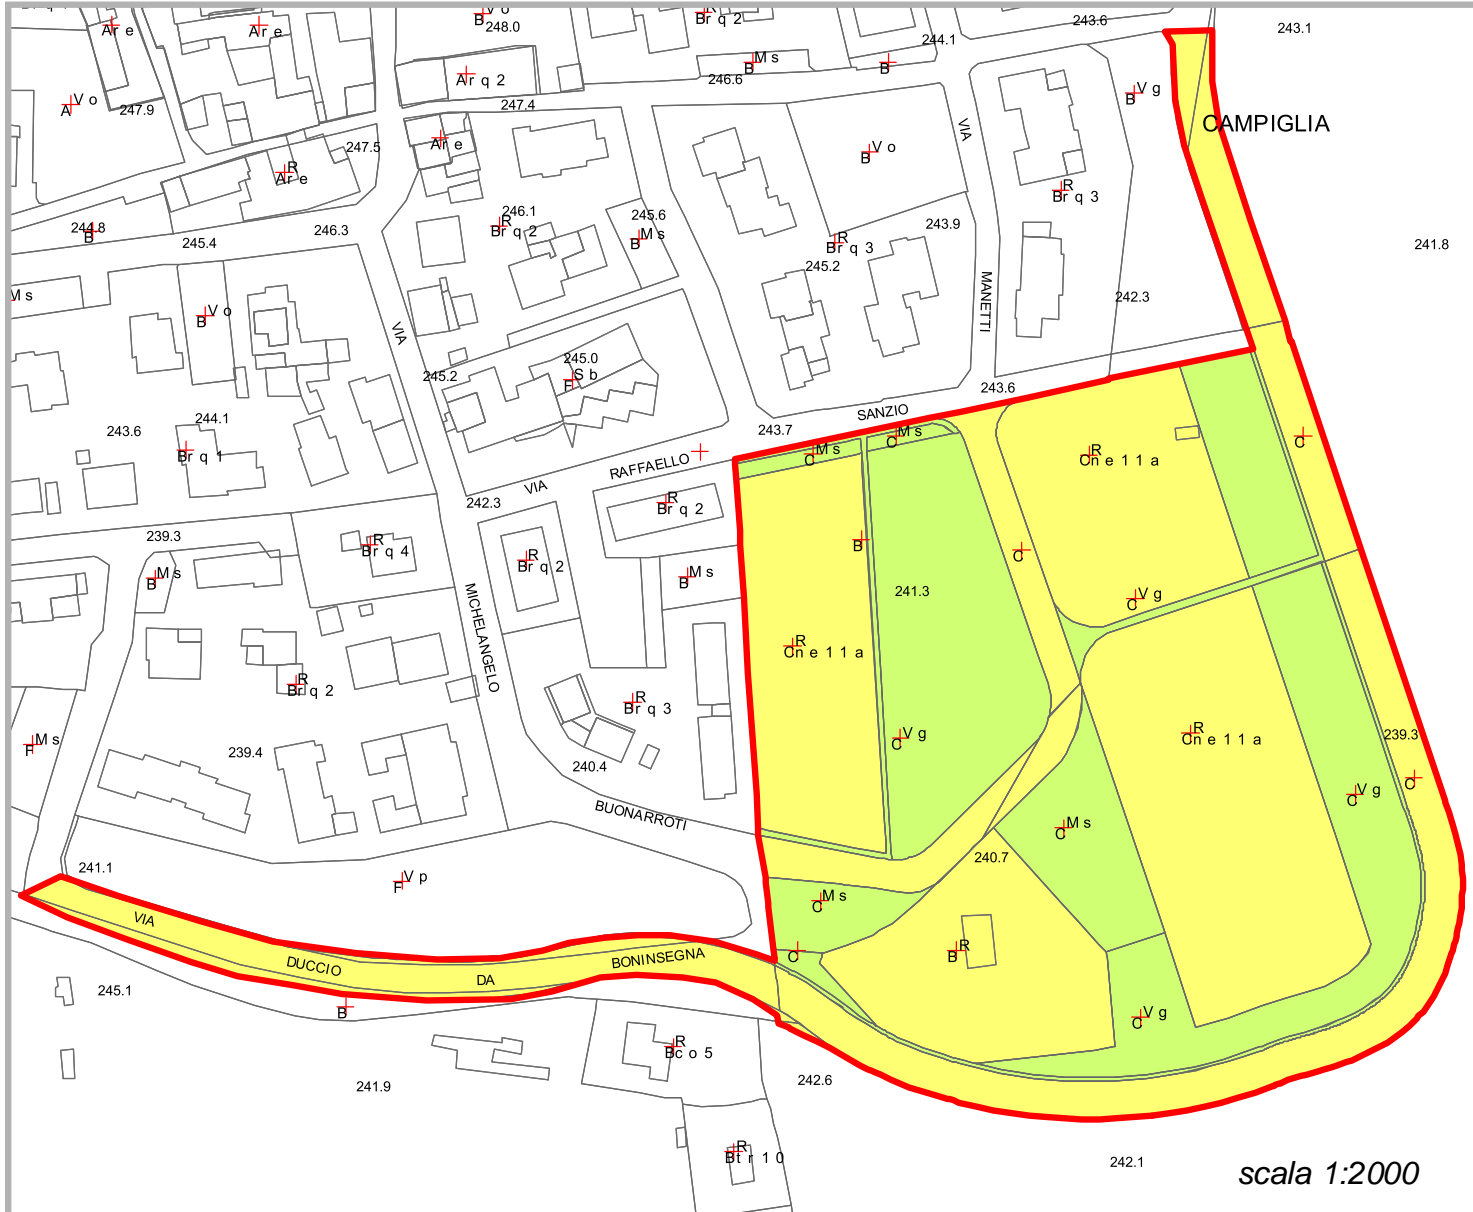 Ar e
Ar e
V o
B
248.0
Br q 2
243.6
243.1
244.1
M s
B
B
246.6
Ar q 2
247.4
V o
A
247.9
V g
B
CAMPIGLIA
VIA
Ar e
247.5
R
Ar e
V o
B
R
Br q 3
244.8
B
245.4
246.3
246.1
R
Br q 2
245.6
M s
B
R
Br q 3
245.2
243.9
241.8
M s
V o
B
VIA
MANETTI
242.3
245.2
245.0
S b
F
243.6
243.6
244.1
Br q 1
SANZIO
243.7
RAFFAELLO
VIA
242.3
M s
C
M s
C
R
Cn e 1 1 a
C
R
Br q 2
239.3
R
Br q 4
R
Br q 2
M s
B
M s
B
B
C
241.3
V g
C
MICHELANGELO
R
Cn e 1 1 a
R
Br q 2
R
Br q 3
M s
F
239.4
240.4
V g
C
R
Cn e 1 1 a
239.3
C
V g
C
BUONARROTI
M s
C
240.7
241.1
V p
F
M s
C
VIA
DUCCIO
DA
BONINSEGNA
C
R
B
245.1
B
V g
C
R
Bc o 5
241.9
242.6
R
Bt r 1 0
242.1
scala 1:2000